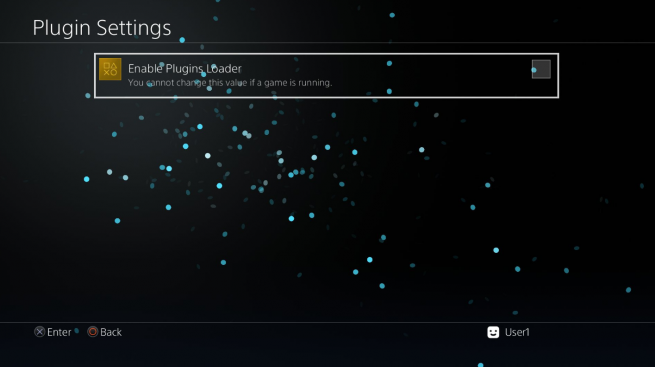 Plugin Settings
Enable Plugins Loader
You cannot change this value if a game is running.
Enter
Back
User1